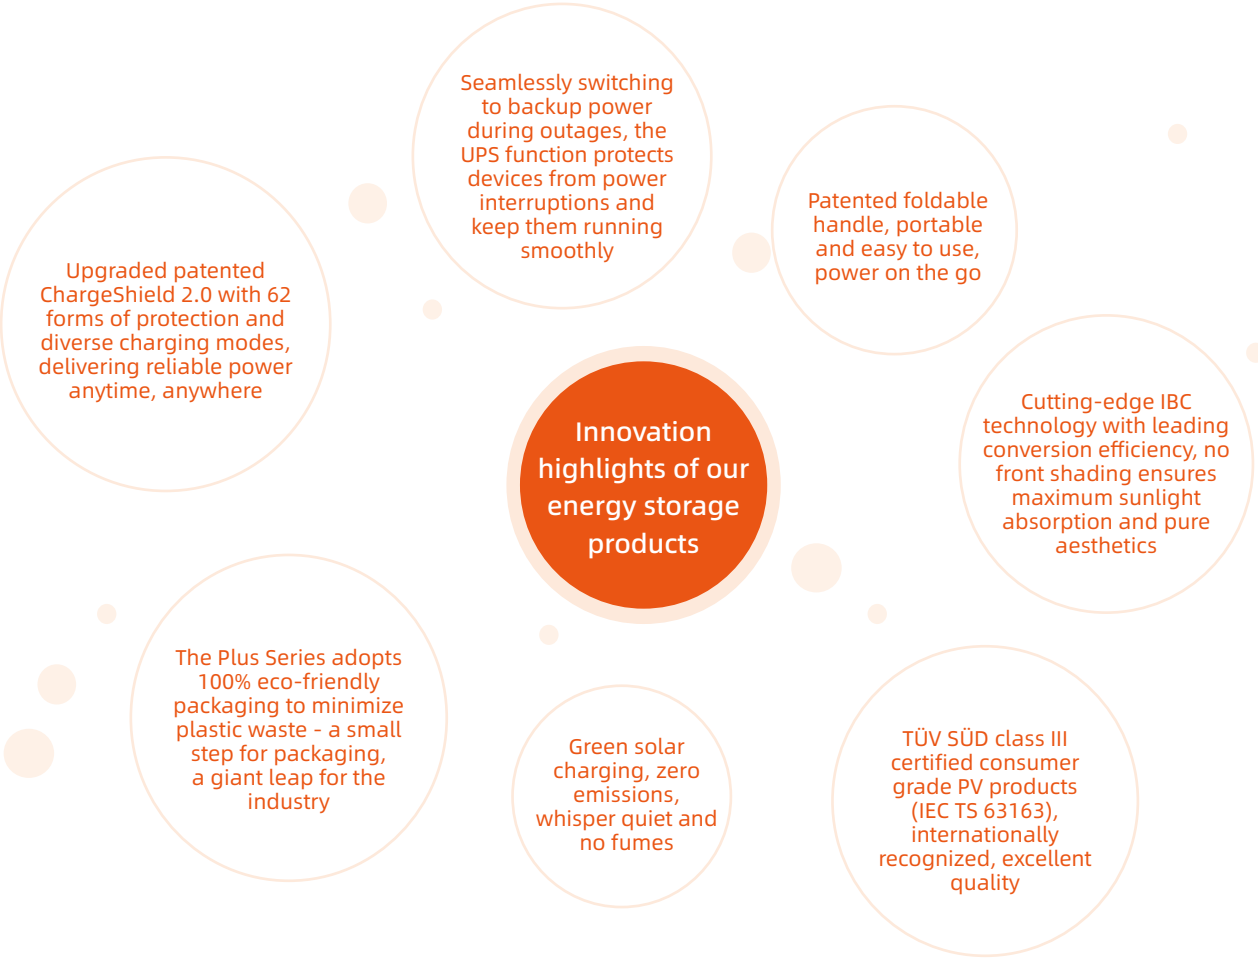 Seamlessly switching
to backup power
during outages, the
UPS function protects
devices from power
interruptions and
keep them running
smoothly
Patented foldable
handle, portable
and easy to use,
power on the go
Upgraded patented
ChargeShield 2.0 with 62
forms of protection and
diverse charging modes,
delivering reliable power
anytime, anywhere
Innovation
highlights of our
energy storage
products
Cutting-edge IBC
technology with leading
conversion efficiency, no
front shading ensures
maximum sunlight
absorption and pure
aesthetics
The Plus Series adopts
100% eco-friendly
packaging to minimize
plastic waste - a small
step for packaging,
a giant leap for the
industry
Green solar
charging, zero
emissions,
whisper quiet and
no fumes
TÜV SÜD class III
certified consumer
grade PV products
(IEC TS 63163),
internationally
recognized, excellent
quality